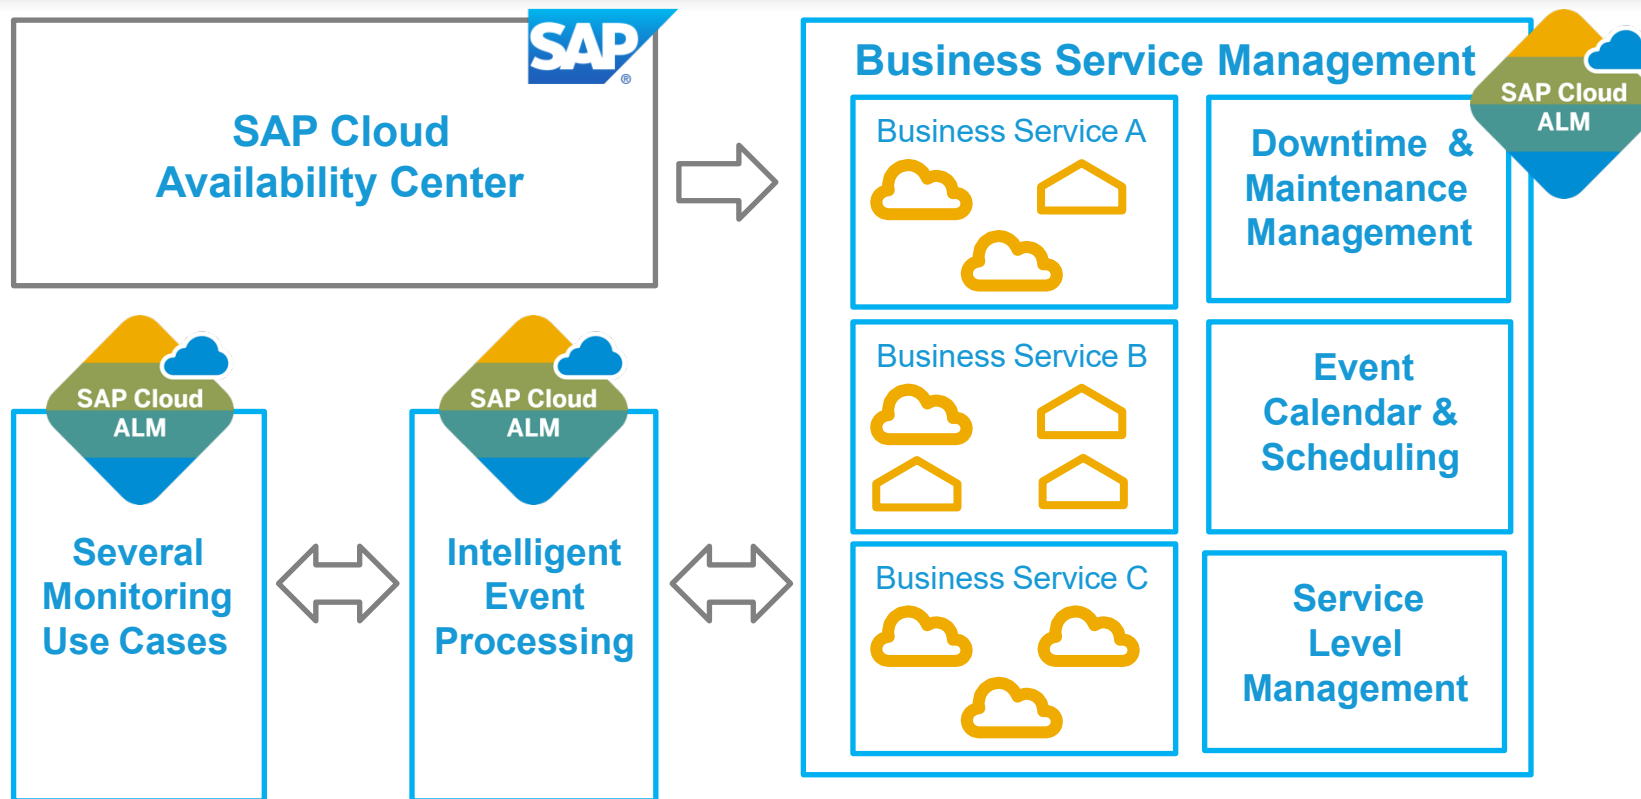 SAP
®
SAP Cloud
Availability Center
Business Service Management
SAP Cloud
ALM
Business Service A
Downtime &
Maintenance
Management
Business Service B
Event
Calendar &
Scheduling
Business Service C
Service
Level
Management
SAP Cloud
ALM
Several
Monitoring
Use Cases
SAP Cloud
ALM
Intelligent
Event
Processing